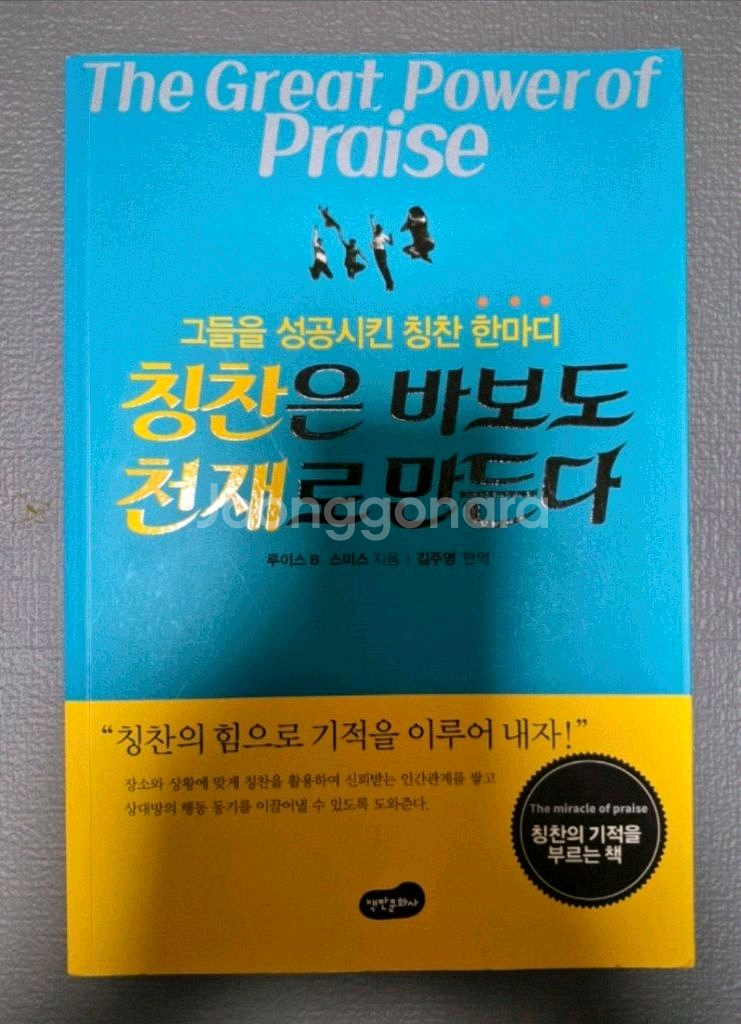 The Great Power of
Praise
그들을 성공시킨 칭찬 한마디
칭찬은 바보도
천재로 만든다
Joonggonara
루이스 B. 스미스 지음 | 김주영 편역
“칭찬의 힘으로 기적을 이루어 내자!”
장소와 상황에 맞게 칭찬을 활용하여 신뢰받는 인간관계를 쌓고
상대방의 행동 동기를 이끌어낼 수 있도록 도와준다.
The miracle of praise
칭찬의 기적을
부르는 책
백만문화사